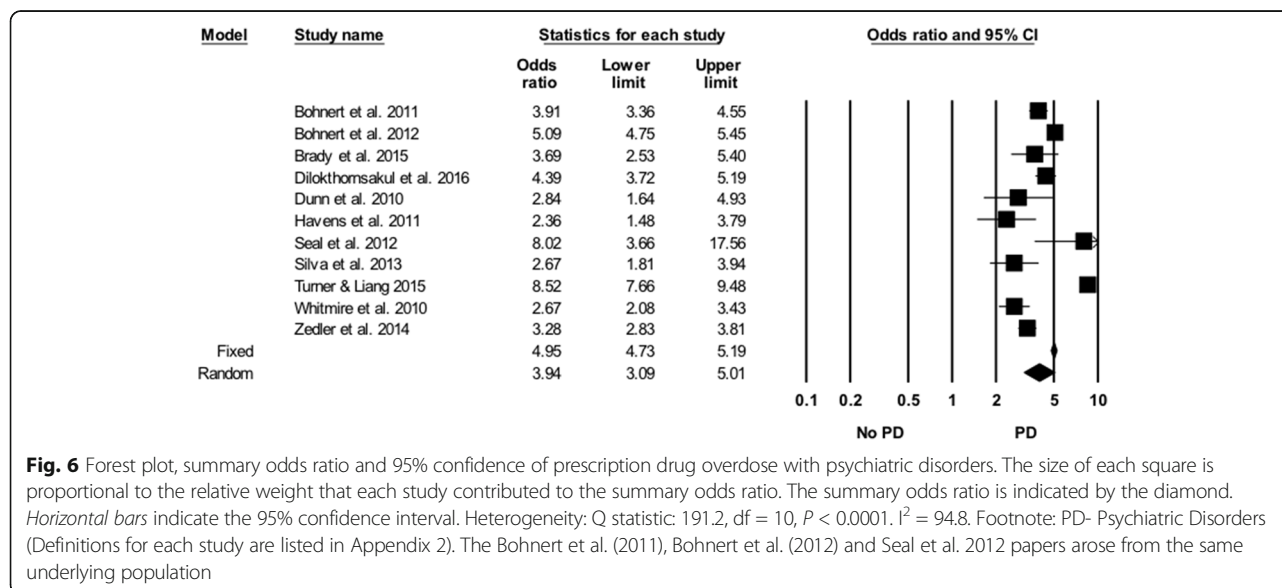 Model Study name Statistics for each study Odds ratio and 95% CI
Odds ratio Lower limit Upper limit
Bohnert et al. 2011 3.91 3.36 4.55
Bohnert et al. 2012 5.09 4.75 5.45
Brady et al. 2015 3.69 2.53 5.40
Dilokthornsakul et al. 2016 4.39 3.72 5.19
Dunn et al. 2010 2.84 1.64 4.93
Havens et al. 2011 2.36 1.48 3.79
Seal et al. 2012 8.02 3.66 17.56
Silva et al. 2013 2.67 1.81 3.94
Turner & Liang 2015 8.52 7.66 9.48
Whitmire et al. 2010 2.67 2.08 3.43
Zedler et al. 2014 3.28 2.83 3.81
Fixed 4.95 4.73 5.19
Random 3.94 3.09 5.01
0.1 0.2 0.5 1 2 5 10
No PD PD
Fig. 6 Forest plot, summary odds ratio and 95% confidence of prescription drug overdose with psychiatric disorders. The size of each square is
proportional to the relative weight that each study contributed to the summary odds ratio. The summary odds ratio is indicated by the diamond.
Horizontal bars indicate the 95% confidence interval. Heterogeneity: Q statistic: 191.2, df = 10, P < 0.0001. I² = 94.8. Footnote: PD- Psychiatric Disorders
(Definitions for each study are listed in Appendix 2). The Bohnert et al. (2011), Bohnert et al. (2012) and Seal et al. 2012 papers arose from the same
underlying population